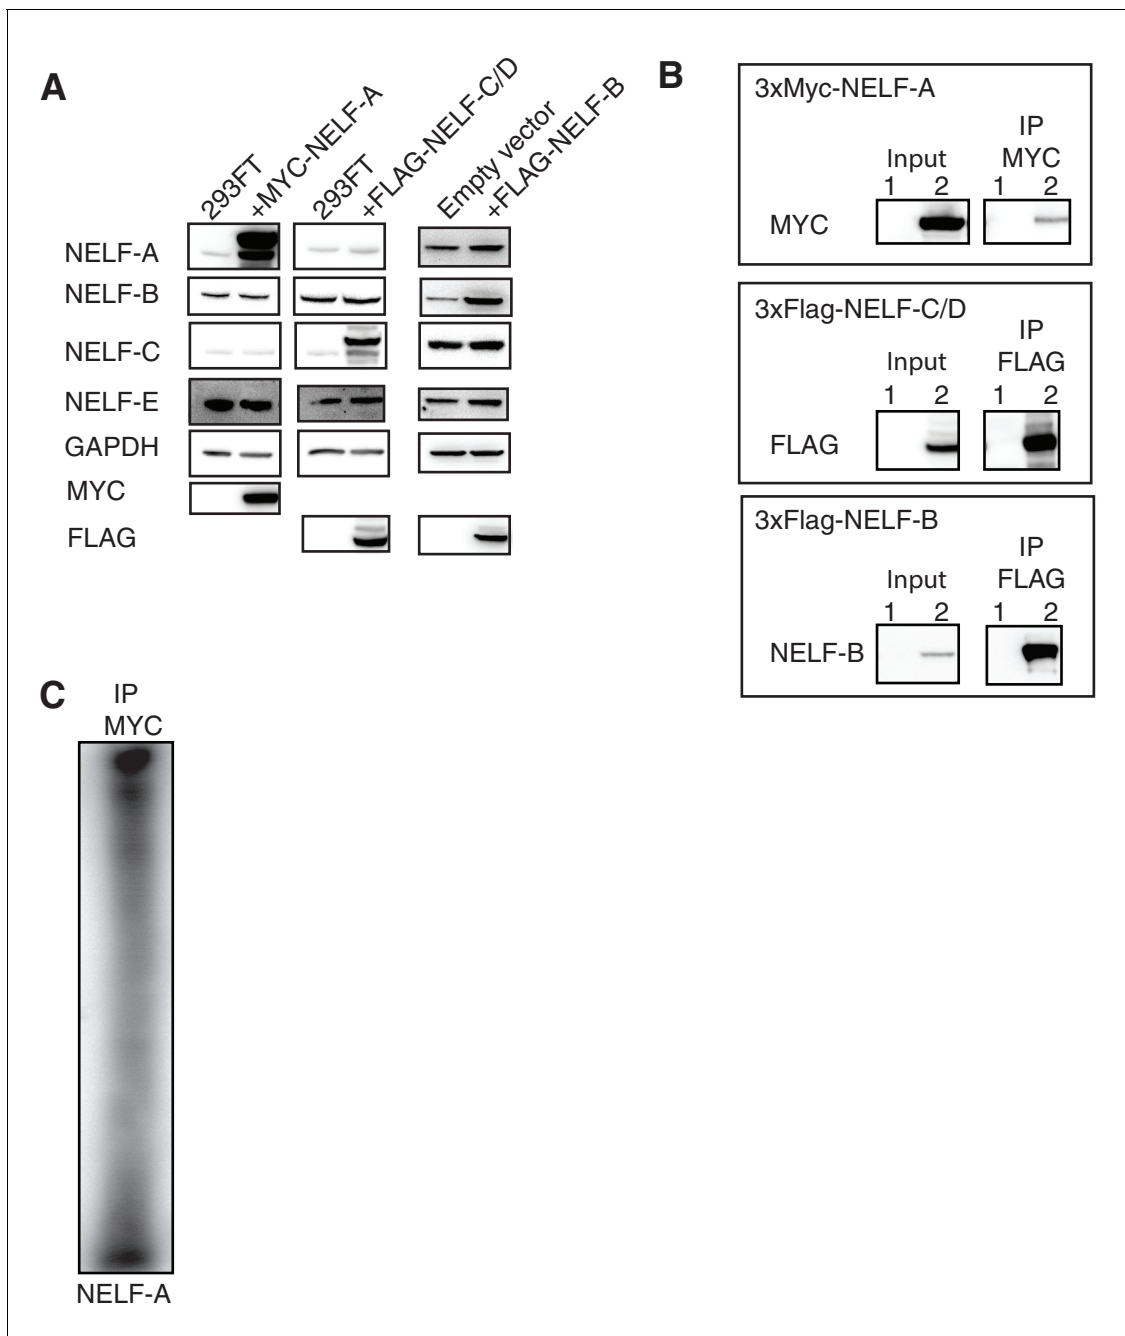 A
293FT
+MYC-NELF-A
293FT
+FLAG-NELF-C/D
Empty vector
+FLAG-NELF-B
NELF-A
NELF-B
NELF-C
NELF-E
GAPDH
MYC
FLAG
B
3xMyc-NELF-A
IP
Input MYC
1 2 1 2
MYC
3xFlag-NELF-C/D
IP
Input FLAG
1 2 1 2
FLAG
3xFlag-NELF-B
IP
Input FLAG
1 2 1 2
NELF-B
C
IP
MYC
NELF-A